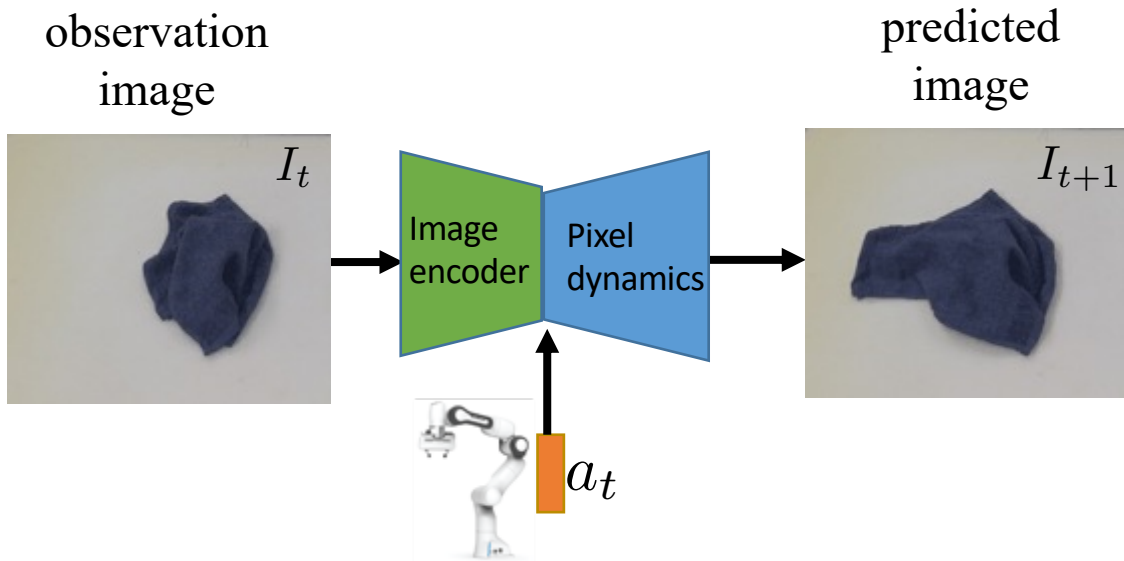 observation
image
predicted
image
I_t
I_{t+1}
Image
encoder
Pixel
dynamics
a_t